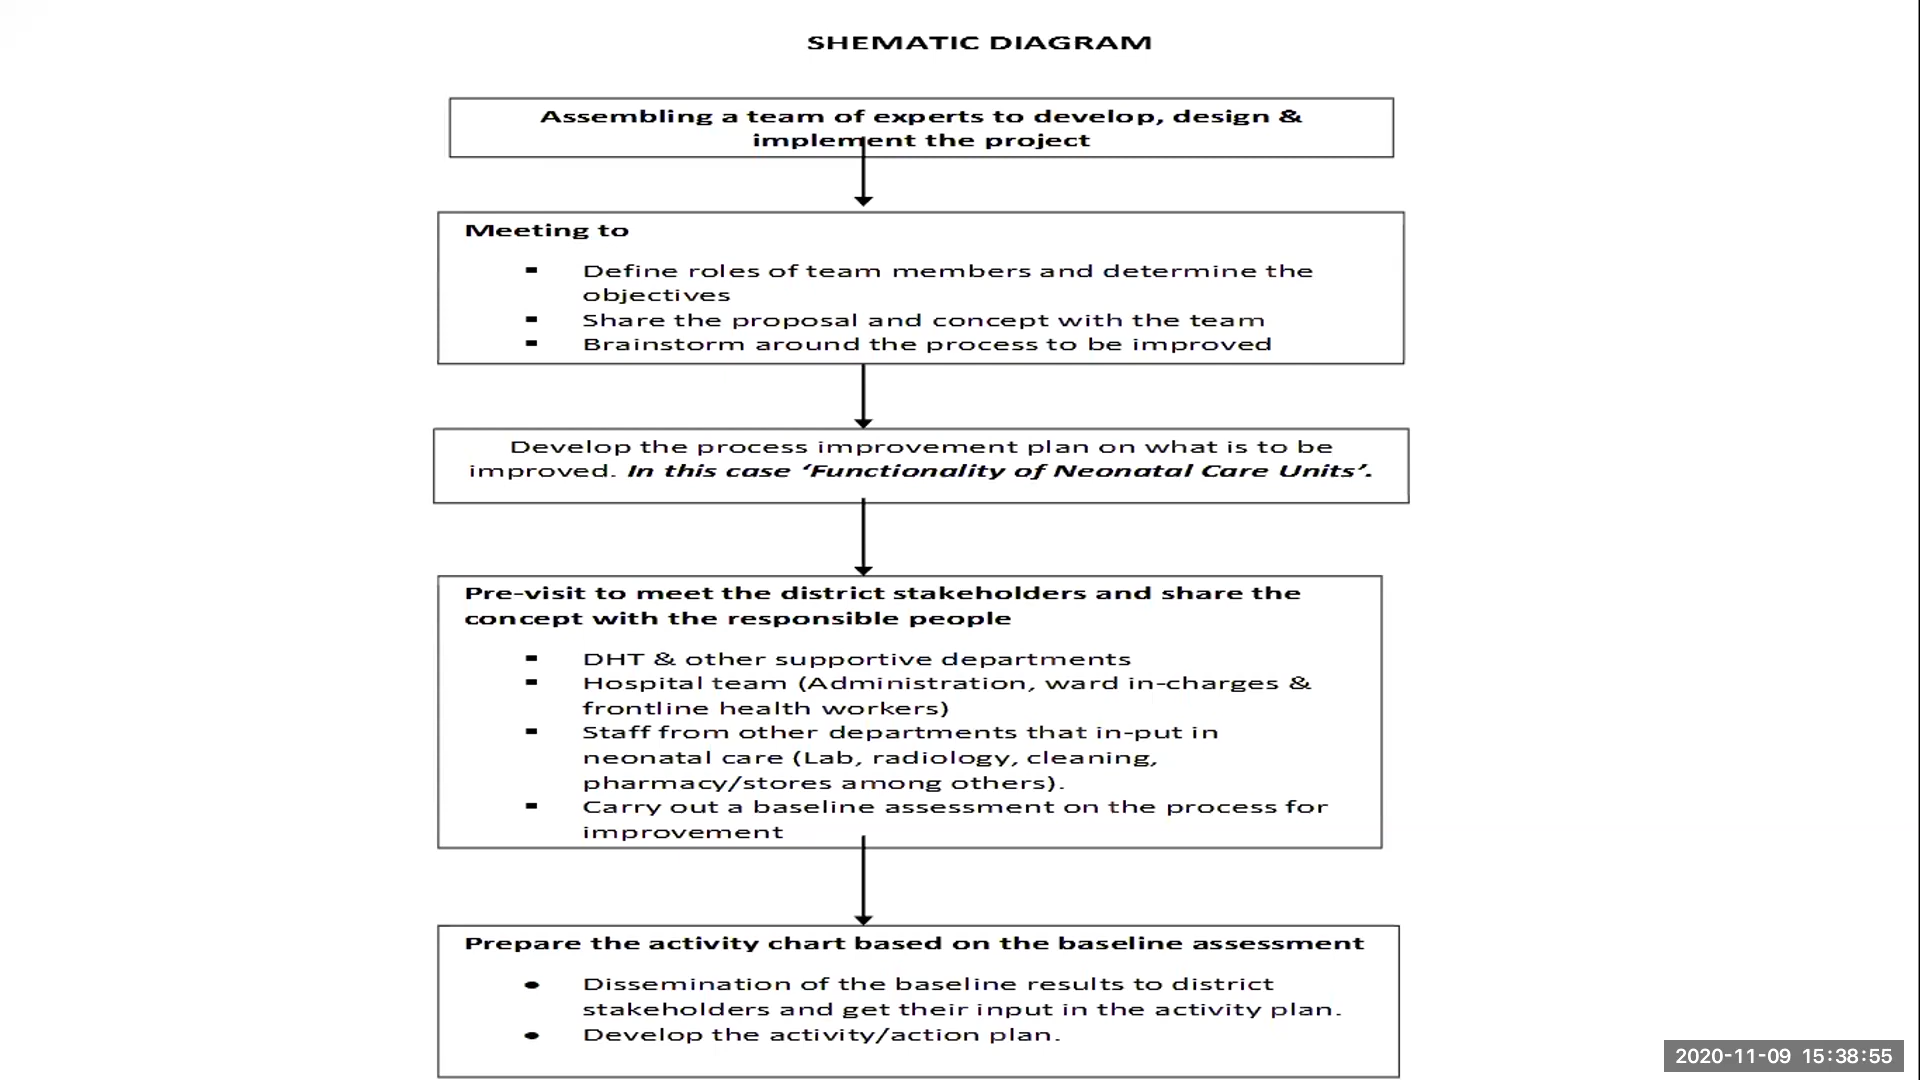 SHEMATIC DIAGRAM
Assembling a team of experts to develop, design &
implement the project
Meeting to
▪ Define roles of team members and determine the
objectives
▪ Share the proposal and concept with the team
▪ Brainstorm around the process to be improved
Develop the process improvement plan on what is to be
improved. In this case ‘Functionality of Neonatal Care Units’.
Pre-visit to meet the district stakeholders and share the
concept with the responsible people
▪ DHT & other supportive departments
▪ Hospital team (Administration, ward in-charges &
frontline health workers)
▪ Staff from other departments that in-put in
neonatal care (Lab, radiology, cleaning,
pharmacy/stores among others).
▪ Carry out a baseline assessment on the process for
improvement
Prepare the activity chart based on the baseline assessment
• Dissemination of the baseline results to district
stakeholders and get their input in the activity plan.
• Develop the activity/action plan.
2020-11-09 15:38:55